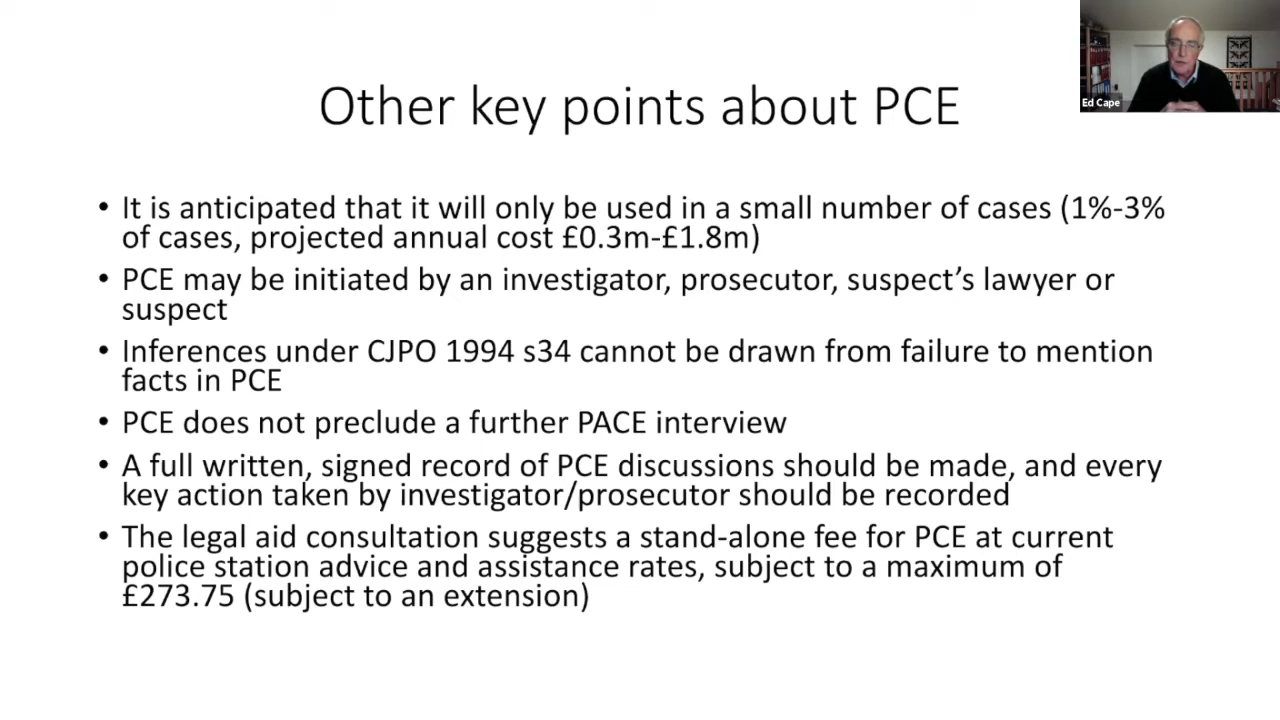 Other key points about PCE
Ed Cape
• It is anticipated that it will only be used in a small number of cases (1%-3%
of cases, projected annual cost £0.3m-£1.8m)
• PCE may be initiated by an investigator, prosecutor, suspect’s lawyer or
suspect
• Inferences under CJPO 1994 s34 cannot be drawn from failure to mention
facts in PCE
• PCE does not preclude a further PACE interview
• A full written, signed record of PCE discussions should be made, and every
key action taken by investigator/prosecutor should be recorded
• The legal aid consultation suggests a stand-alone fee for PCE at current
police station advice and assistance rates, subject to a maximum of
£273.75 (subject to an extension)